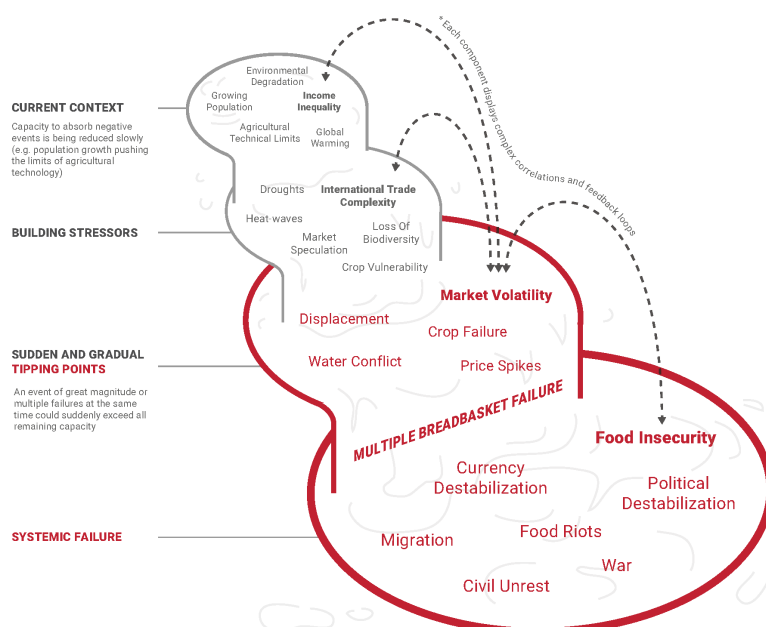 * Each component displays complex correlations and feedback loops
Environmental
Degradation
Growing
Population
Income
Inequality
Agricultural
Technical Limits
Global
Warming
CURRENT CONTEXT
Capacity to absorb negative
events is being reduced slowly
(e.g. population growth pushing
the limits of agricultural
technology)
Droughts
International Trade
Complexity
Heat waves
Loss Of
Biodiversity
Market
Speculation
Crop Vulnerability
BUILDING STRESSORS
Market Volatility
Displacement
Crop Failure
Water Conflict
Price Spikes
SUDDEN AND GRADUAL
TIPPING POINTS
An event of great magnitude or
multiple failures at the same
time could suddenly exceed all
remaining capacity
MULTIPLE BREADBASKET FAILURE
Food Insecurity
Currency
Destabilization
Political
Destabilization
Migration
Food Riots
War
Civil Unrest
SYSTEMIC FAILURE